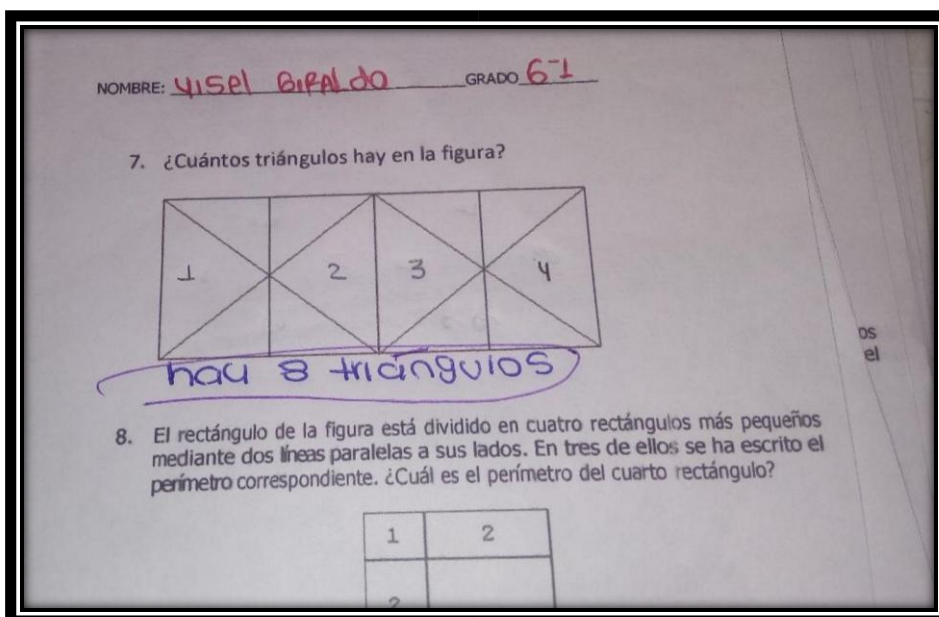 NOMBRE: YISel GIRAldo GRADO 6-1
7. ¿Cuántos triángulos hay en la figura?
1 2 3 4
hay 8 triángulos
os
el
8. El rectángulo de la figura está dividido en cuatro rectángulos más pequeños
mediante dos líneas paralelas a sus lados. En tres de ellos se ha escrito el
perímetro correspondiente. ¿Cuál es el perímetro del cuarto rectángulo?
1 2